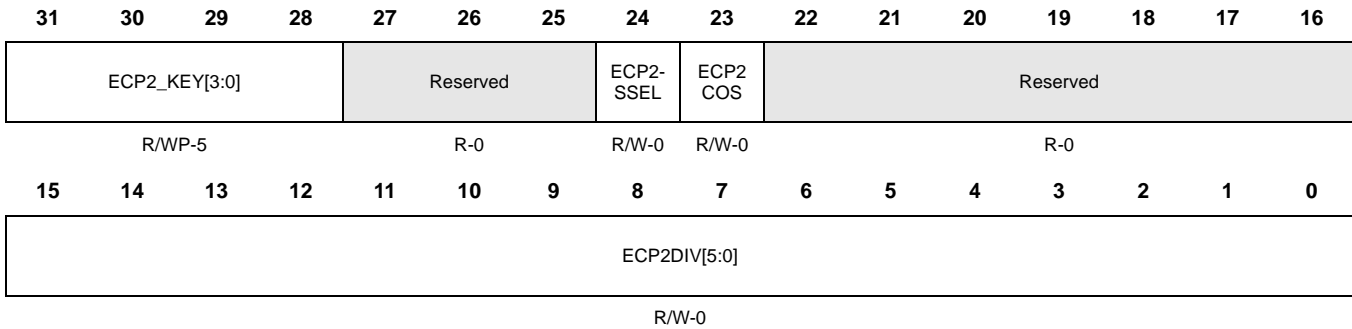 31 30 29 28 27 26 25 24 23 22 21 20 19 18 17 16
ECP2_KEY[3:0] Reserved ECP2-SSEL ECP2 COS Reserved
R/WP-5 R-0 R/W-0 R/W-0 R-0
15 14 13 12 11 10 9 8 7 6 5 4 3 2 1 0
ECP2DIV[5:0]
R/W-0